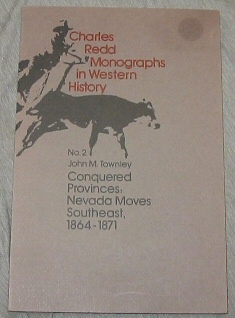 Charles
Redd
Monographs
in Western
History
No. 2
John M. Townley
Conquered
Provinces:
Nevada Moves
Southeast,
1864-1871